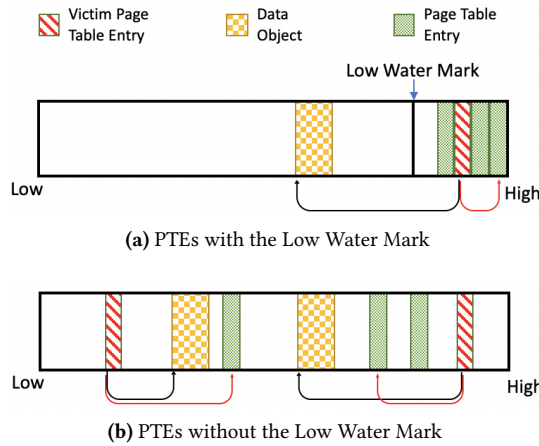 Victim Page
Table Entry
Data
Object
Page Table
Entry
Low Water Mark
Low
High
(a) PTEs with the Low Water Mark
Low
High
(b) PTEs without the Low Water Mark